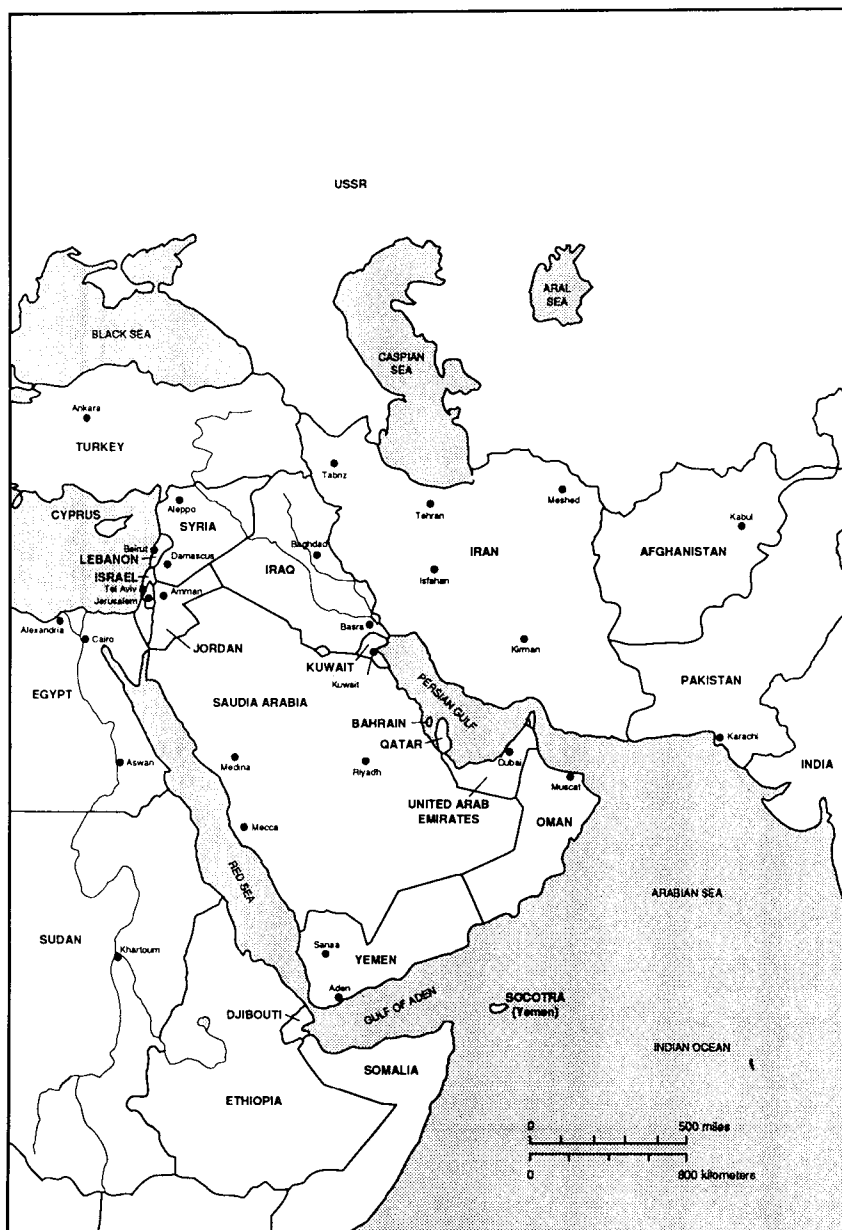 USSR
ARAL
SEA
BLACK SEA
CASPIAN
SEA
Ankara
TURKEY
Tabriz
Meshed
Aleppo
Tehran
CYPRUS
SYRIA
Kabul
Beirut
LEBANON
Damascus
Baghdad
IRAN
AFGHANISTAN
ISRAEL
IRAQ
Isfahan
Tel Aviv
Jerusalem
Amman
Alexandria
Cairo
Basra
JORDAN
Kirman
KUWAIT
Kuwait
PAKISTAN
EGYPT
SAUDIA ARABIA
PERSIAN GULF
BAHRAIN
QATAR
Karachi
Aswan
Medina
Riyadh
Dubai
INDIA
Muscat
UNITED ARAB
EMIRATES
OMAN
Mecca
RED SEA
ARABIAN SEA
SUDAN
Khartoum
Sanaa
YEMEN
Aden
GULF OF ADEN
SOCOTRA
(Yemen)
DJIBOUTI
INDIAN OCEAN
SOMALIA
ETHIOPIA
0 500 miles
0 800 kilometers